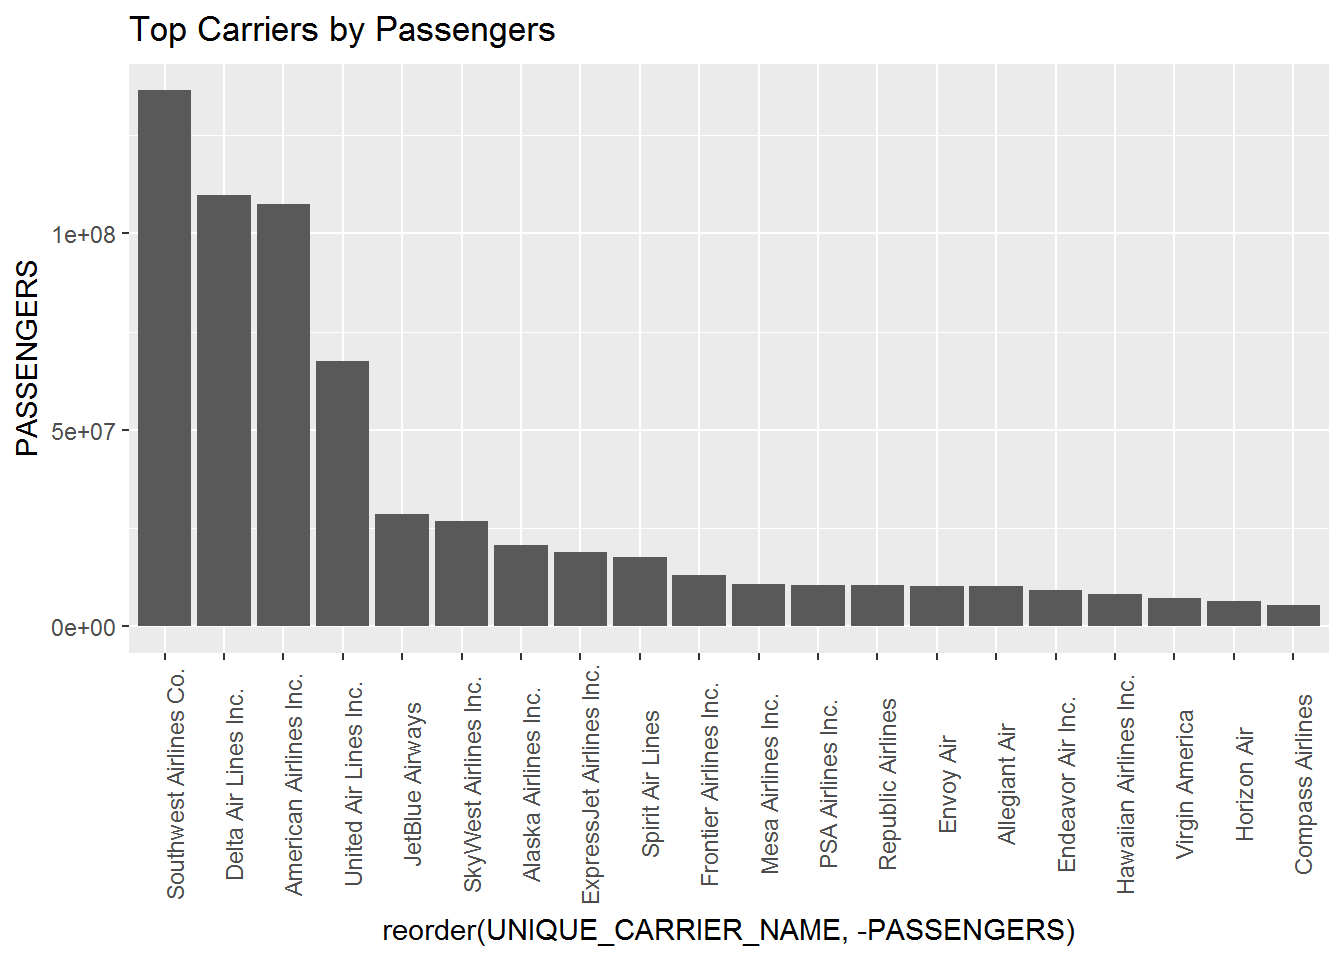 Top Carriers by Passengers
PASSENGERS
1e+08
5e+07
0e+00
Southwest Airlines Co.
Delta Air Lines Inc.
American Airlines Inc.
United Air Lines Inc.
JetBlue Airways
SkyWest Airlines Inc.
Alaska Airlines Inc.
ExpressJet Airlines Inc.
Spirit Air Lines
Frontier Airlines Inc.
Mesa Airlines Inc.
PSA Airlines Inc.
Republic Airlines
Envoy Air
Allegiant Air
Endeavor Air Inc.
Hawaiian Airlines Inc.
Virgin America
Horizon Air
Compass Airlines
reorder(UNIQUE_CARRIER_NAME, -PASSENGERS)